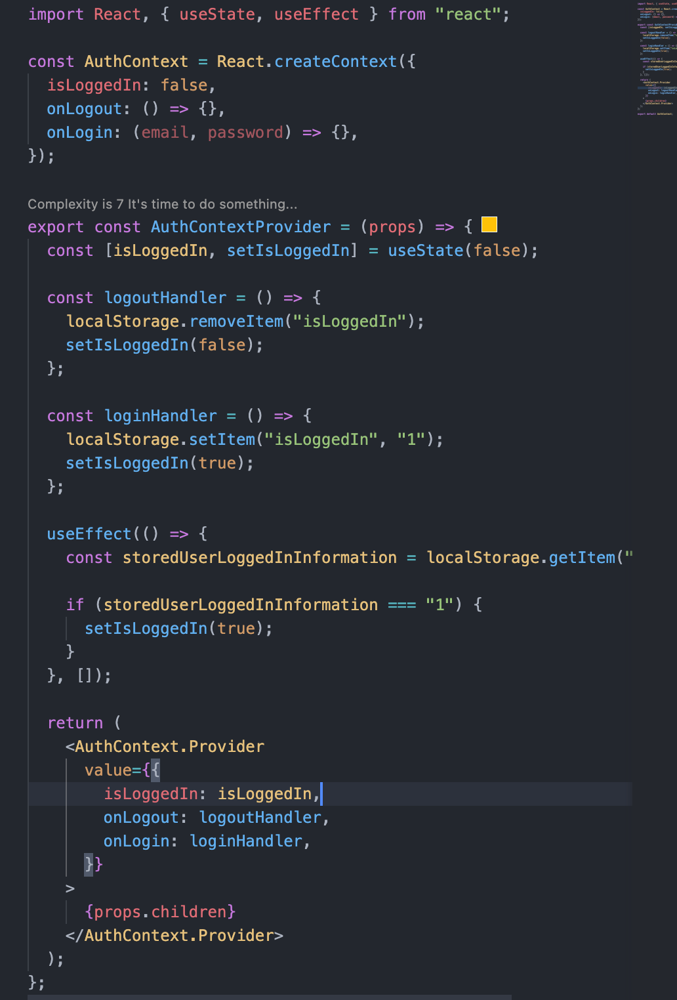 import React, { useState, useEffect } from "react";
const AuthContext = React.createContext({
isLoggedIn: false,
onLogout: () => {},
onLogin: (email, password) => {},
});
Complexity is 7 It's time to do something...
export const AuthContextProvider = (props) => {
const [isLoggedIn, setIsLoggedIn] = useState(false);
const logoutHandler = () => {
localStorage.removeItem("isLoggedIn");
setIsLoggedIn(false);
};
const loginHandler = () => {
localStorage.setItem("isLoggedIn", "1");
setIsLoggedIn(true);
};
useEffect(() => {
const storedUserLoggedInInformation = localStorage.getItem("
if (storedUserLoggedInInformation === "1") {
setIsLoggedIn(true);
}
}, []);
return (
<AuthContext.Provider
value={{
isLoggedIn: isLoggedIn,
onLogout: logoutHandler,
onLogin: loginHandler,
}}
>
{props.children}
</AuthContext.Provider>
);
};